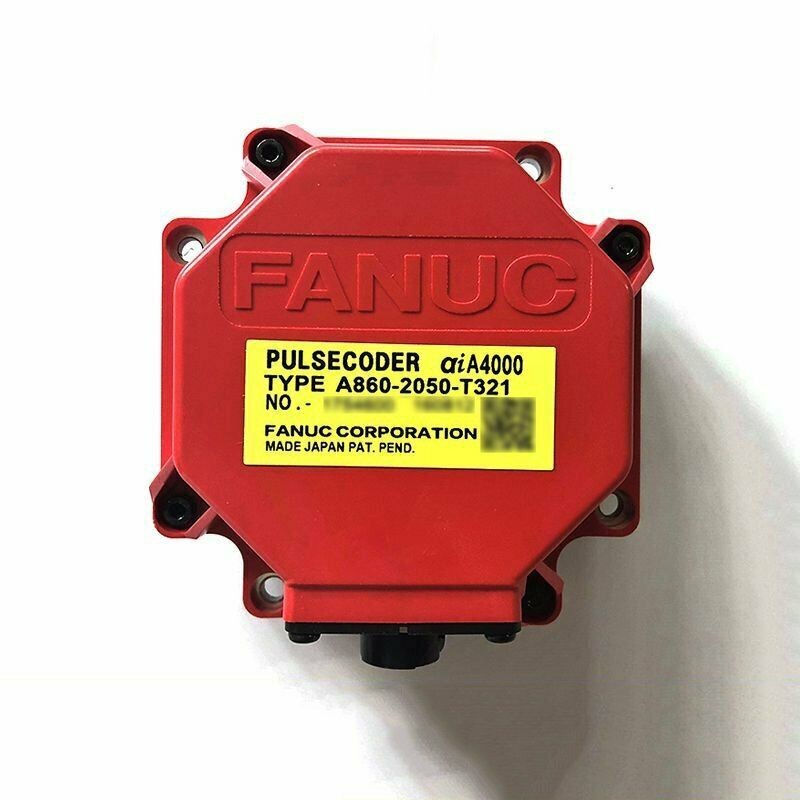 FANUC
PULSECODER αiA4000
TYPE A860-2050-T321
NO.-
FANUC CORPORATION
MADE JAPAN PAT. PEND.